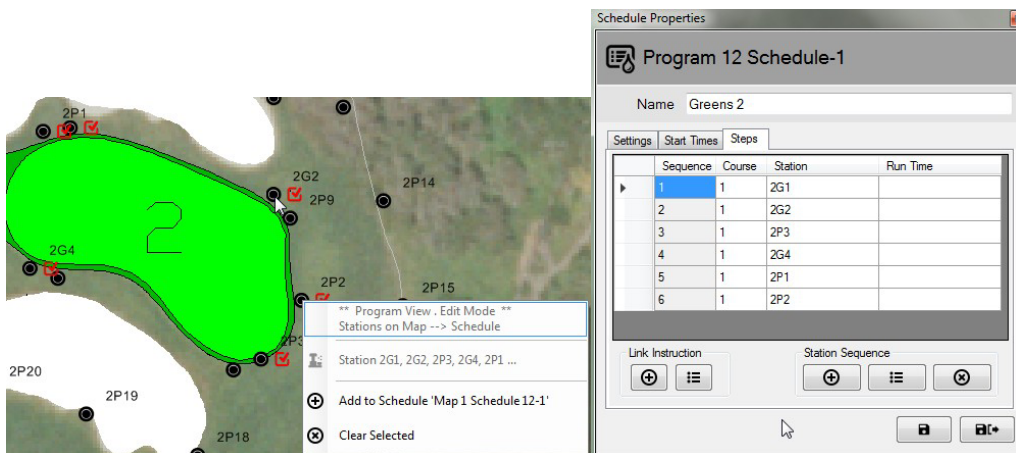 2P1
2G2
2P9
2P14
2
2G4
2P2
2P15
2P3
2P20
2P19
2P18
** Program View . Edit Mode **
Stations on Map --> Schedule
Station 2G1, 2G2, 2P3, 2G4, 2P1 ...
Add to Schedule 'Map 1 Schedule 12-1'
Clear Selected
Schedule Properties
Program 12 Schedule-1
Name Greens 2
Settings Start Times Steps
Sequence Course Station Run Time
1 1 2G1
2 1 2G2
3 1 2P3
4 1 2G4
5 1 2P1
6 1 2P2
Link Instruction Station Sequence